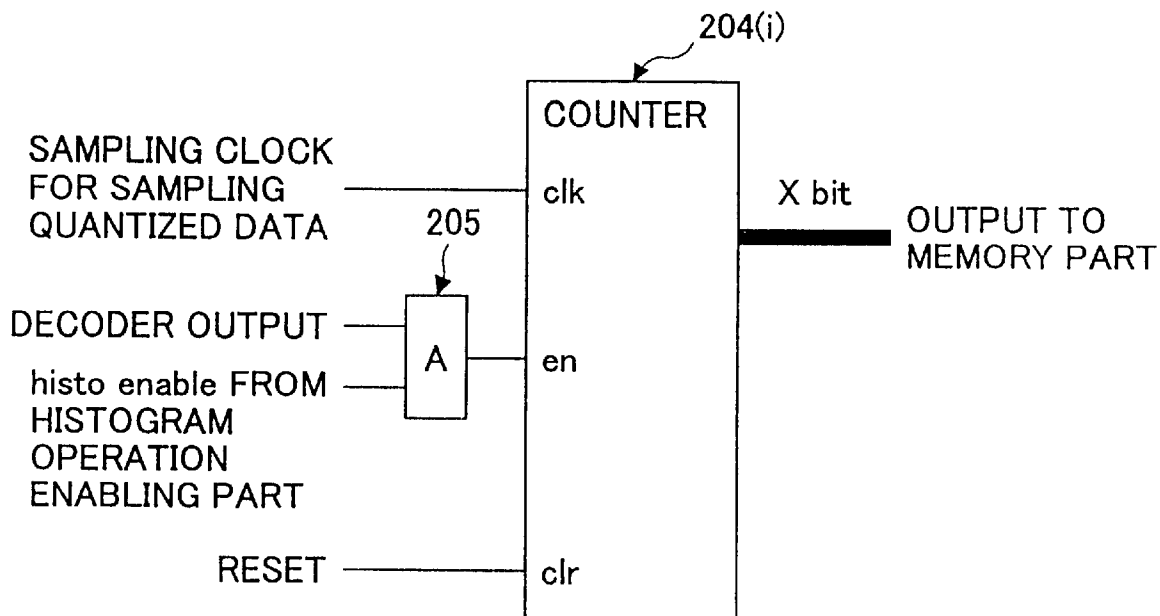 204(i)
COUNTER
SAMPLING CLOCK
FOR SAMPLING
QUANTIZED DATA
clk
X bit
OUTPUT TO
MEMORY PART
205
DECODER OUTPUT
A
en
histo enable FROM
HISTOGRAM
OPERATION
ENABLING PART
RESET
clr